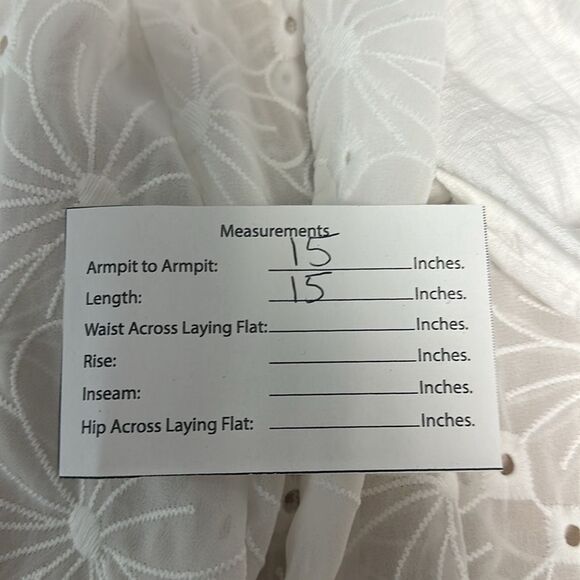 Measurements
Armpit to Armpit: 15 Inches.
Length: 15 Inches.
Waist Across Laying Flat: Inches.
Rise: Inches.
Inseam: Inches.
Hip Across Laying Flat: Inches.